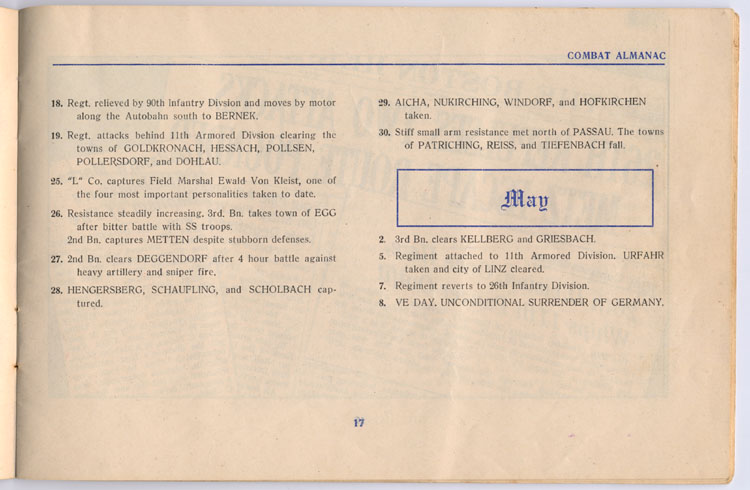 COMBAT ALMANAC
18. Regt. relieved by 90th Infantry Divsion and moves by motor
along the Autobahn south to BERNEK.
19. Regt. attacks behind 11th Armored Divsion clearing the
towns of GOLDKRONACH, HESSACH, POLLSEN,
POLLERSDORF, and DOHLAU.
25. "L" Co. captures Field Marshal Ewald Von Kleist, one of
the four most important personalities taken to date.
26. Resistance steadily increasing. 3rd. Bn. takes town of EGG
after bitter battle with SS troops.
2nd Bn. captures METTEN despite stubborn defenses.
27. 2nd Bn. clears DEGGENDORF after 4 hour battle against
heavy artillery and sniper fire.
28. HENGERSBERG, SCHAUFLING, and SCHOLBACH cap-
tured.
29. AICHA, NUKIRCHING, WINDORF, and HOFKIRCHEN
taken.
30. Stiff small arm resistance met north of PASSAU. The towns
of PATRICHING, REISS, and TIEFENBACH fall.
May
2. 3rd Bn. clears KELLBERG and GRIESBACH.
5. Regiment attached to 11th Armored Division. URFAHR
taken and city of LINZ cleared.
7. Regiment reverts to 26th Infantry Division.
8. VE DAY. UNCONDITIONAL SURRENDER OF GERMANY.
17